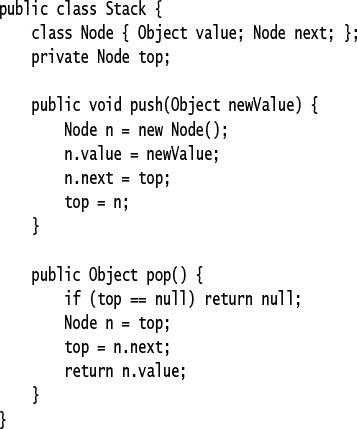 public class Stack {
    class Node { Object value; Node next; };
    private Node top;

    public void push(Object newValue) {
        Node n = new Node();
        n.value = newValue;
        n.next = top;
        top = n;
    }

    public Object pop() {
        if (top == null) return null;
        Node n = top;
        top = n.next;
        return n.value;
    }
}